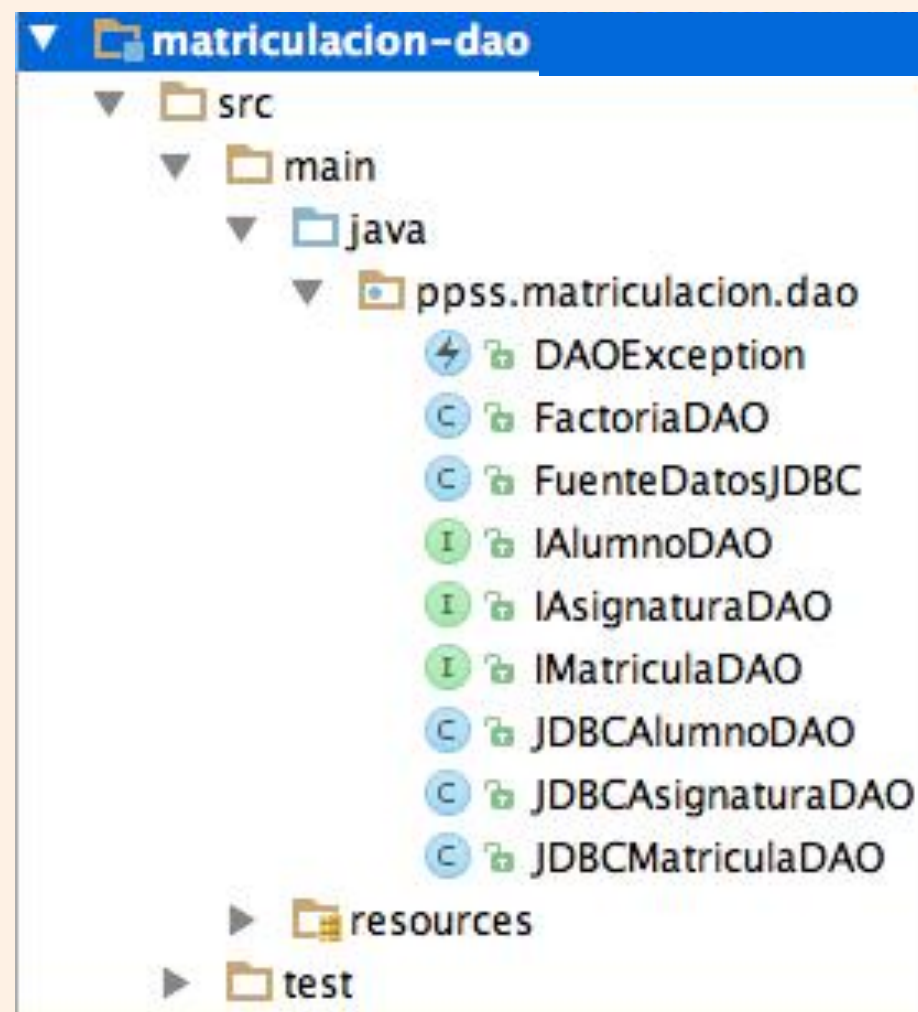 matriculacion-dao
src
main
java
ppss.matriculacion.dao
DAOException
C FactoriaDAO
C FuenteDatosJDBC
I IAlumnoDAO
I IAsignaturaDAO
I IMatriculaDAO
C JDBCAlumnoDAO
C JDBCAsignaturaDAO
C JDBCMatriculaDAO
resources
test